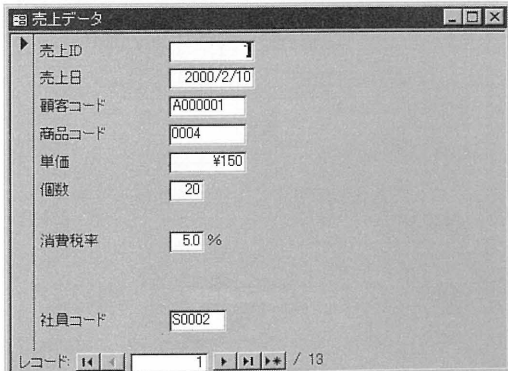 売上データ
売上ID 1
売上日 2000/2/10
顧客コード A000001
商品コード 0004
単価 ¥150
個数 20
消費税率 5.0 %
社員コード S0002
レコード: 1 / 13